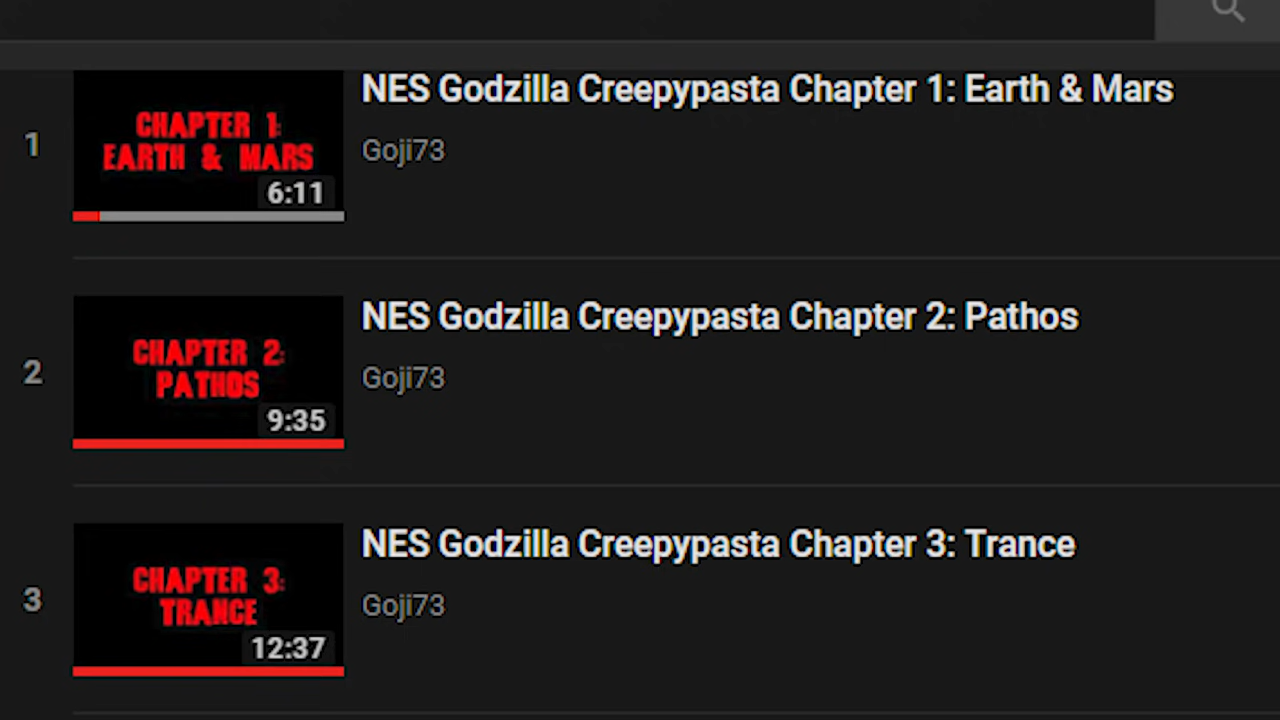 NES Godzilla Creepypasta Chapter 1: Earth & Mars
1
CHAPTER 1:
EARTH & MARS
Goji73
6:11
NES Godzilla Creepypasta Chapter 2: Pathos
2
CHAPTER 2:
PATHOS
Goji73
9:35
NES Godzilla Creepypasta Chapter 3: Trance
3
CHAPTER 3:
TRANCE
Goji73
12:37